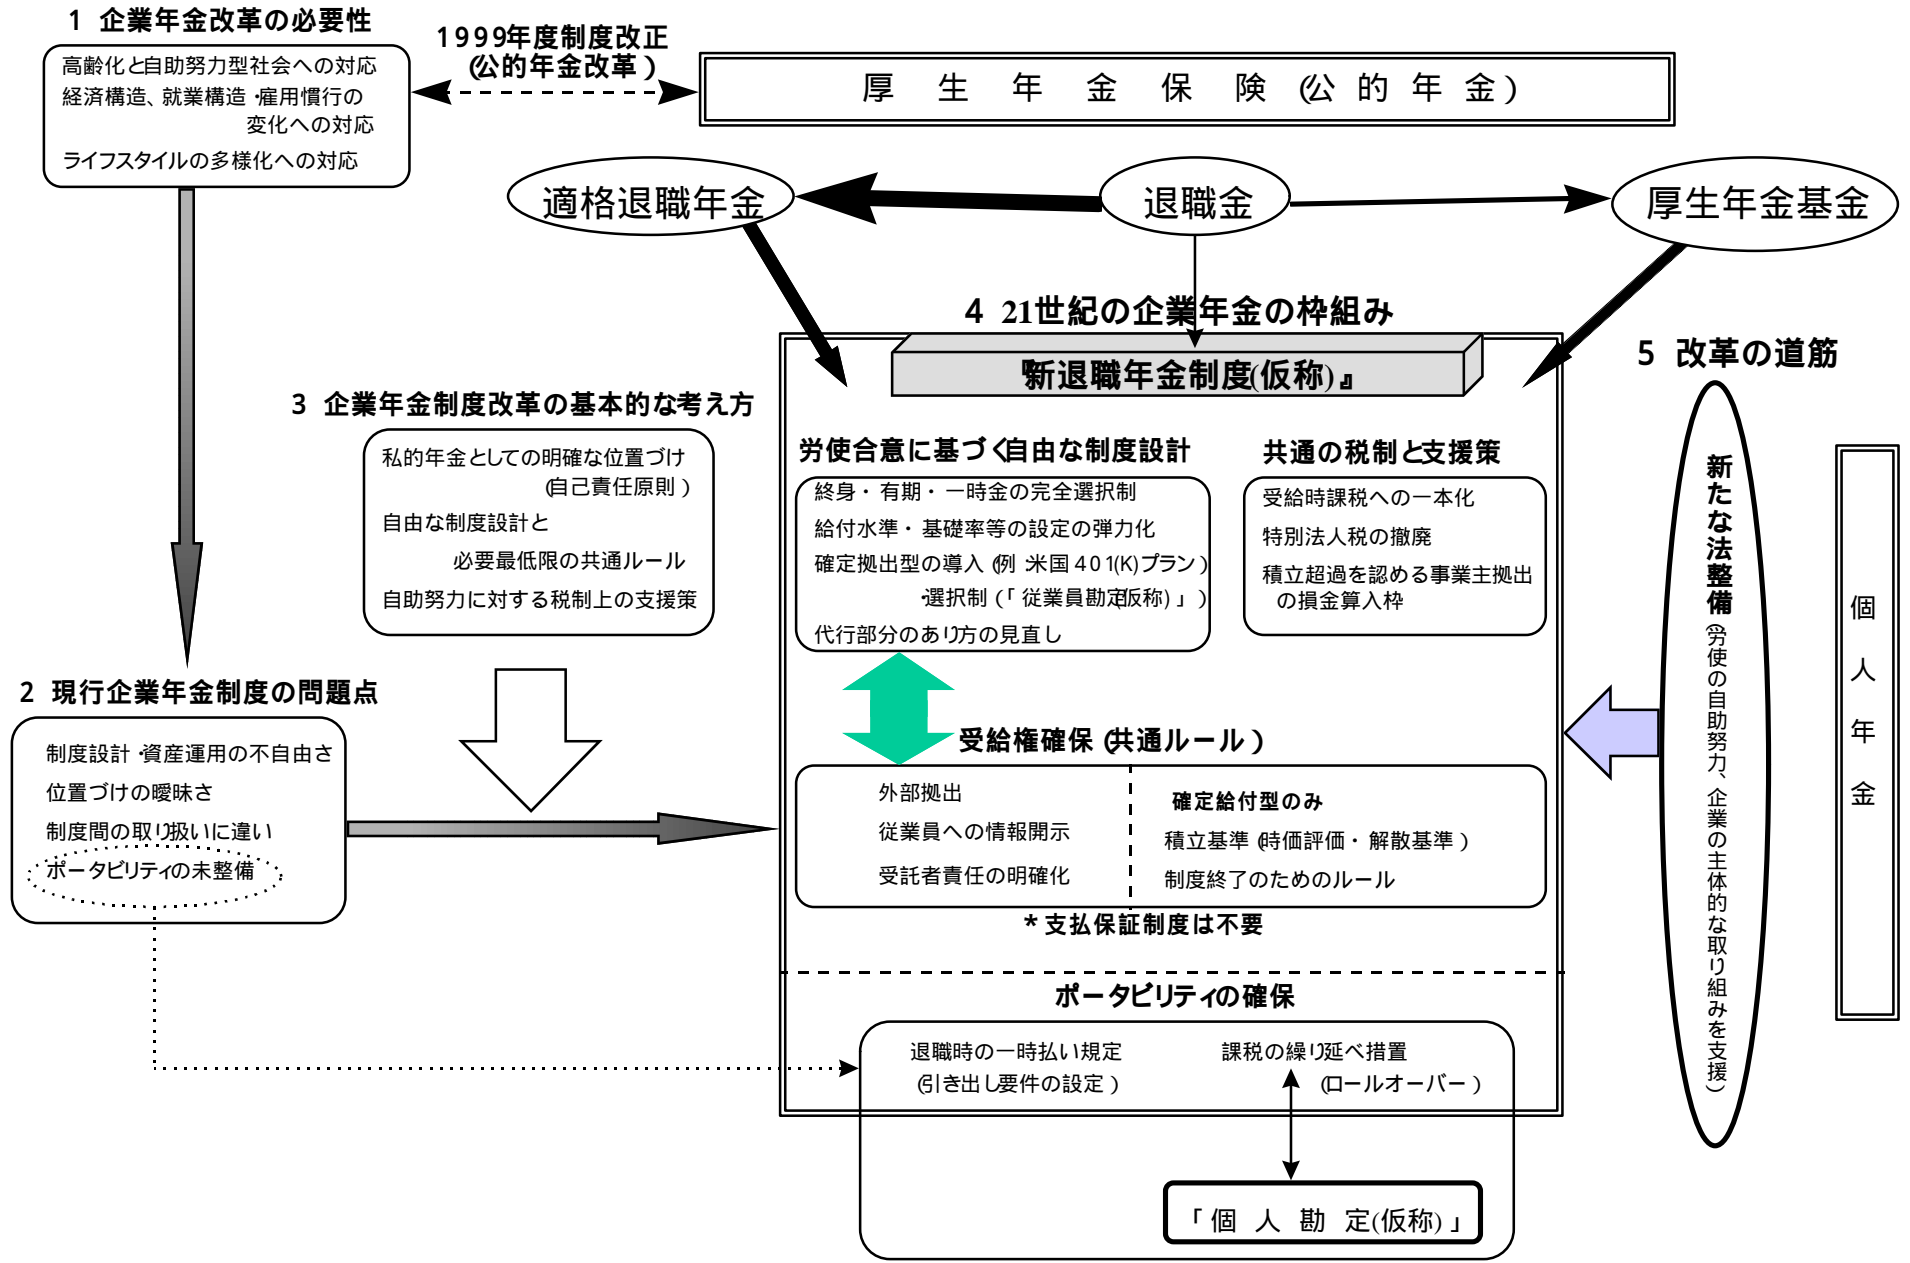 1 企業年金改革の必要性
高齢化と自助努力型社会への対応
経済構造、就業構造・雇用慣行の
変化への対応
ライフスタイルの多様化への対応
1999年度制度改正
(公的年金改革)
厚生年金保険(公的年金)
適格退職年金
退職金
厚生年金基金
4 21世紀の企業年金の枠組み
『新退職年金制度(仮称)』
5 改革の道筋
3 企業年金制度改革の基本的な考え方
私的年金としての明確な位置づけ
(自己責任原則)
自由な制度設計と
必要最低限の共通ルール
自助努力に対する税制上の支援策
労使合意に基づく自由な制度設計
終身・有期・一時金の完全選択制
給付水準・基礎率等の設定の弾力化
確定拠出型の導入(例 米国401(K)プラン)
・選択制(「従業員勘定(仮称)」)
代行部分のあり方の見直し
共通の税制と支援策
受給時課税への一本化
特別法人税の撤廃
積立超過を認める事業主拠出
の損金算入枠
新たな法整備(労使の自助努力、企業の主体的な取り組みを支援)
個人年金
2 現行企業年金制度の問題点
制度設計・資産運用の不自由さ
位置づけの曖昧さ
制度間の取り扱いに違い
ポータビリティの未整備
受給権確保(共通ルール)
外部拠出
従業員への情報開示
受託者責任の明確化
確定給付型のみ
積立基準(時価評価・解散基準)
制度終了のためのルール
*支払保証制度は不要
ポータビリティの確保
退職時の一時払い規定
(引き出し要件の設定)
課税の繰り延べ措置
(ロールオーバー)
「個人勘定(仮称)」